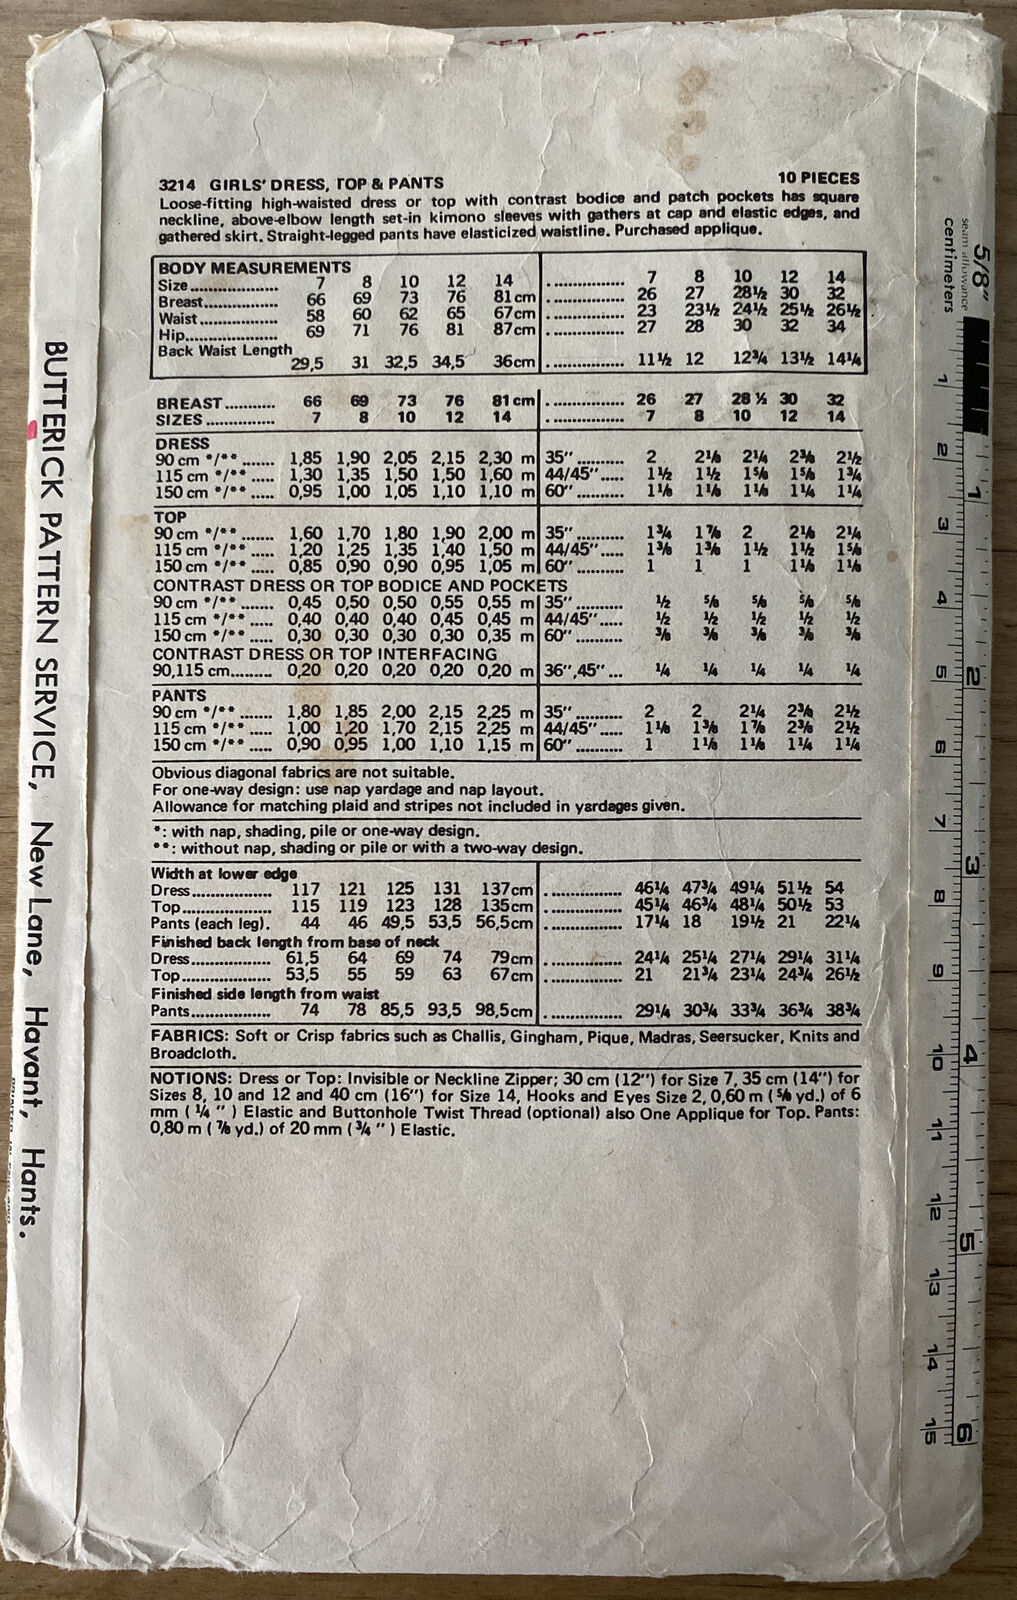 3214 GIRLS' DRESS, TOP & PANTS 10 PIECES
Loose-fitting high-waisted dress or top with contrast bodice and patch pockets has square
neckline, above-elbow length set-in kimono sleeves with gathers at cap and elastic edges, and
gathered skirt. Straight-legged pants have elasticized waistline. Purchased applique.
BODY MEASUREMENTS
Size.................... 7 8 10 12 14 ................ 7 8 10 12 14
Breast................. 66 69 73 76 81 cm ................ 26 27 28½ 30 32
Waist.................. 58 60 62 65 67cm ................ 23 23½ 24½ 25½ 26½
Hip..................... 69 71 76 81 87cm ................ 27 28 30 32 34
Back Waist Length
29,5 31 32,5 34,5 36cm ................ 11½ 12 12¾ 13½ 14¼
BREAST........... 66 69 73 76 81 cm ................ 26 27 28 ½ 30 32
SIZES ............... 7 8 10 12 14 ................ 7 8 10 12 14
DRESS
90 cm */** ....... 1,85 1,90 2,05 2,15 2,30 m 35" .......... 2 2⅛ 2¼ 2⅜ 2½
115 cm */** ..... 1,30 1,35 1,50 1,50 1,60 m 44/45"..... 1½ 1½ 1⅝ 1⅝ 1¾
150 cm */** ..... 0,95 1,00 1,05 1,10 1,10 m 60" .......... 1⅛ 1⅛ 1⅛ 1¼ 1¼
TOP
90 cm */** ....... 1,60 1,70 1,80 1,90 2,00 m 35" .......... 1¾ 1⅞ 2 2⅛ 2¼
115 cm */** ..... 1,20 1,25 1,35 1,40 1,50 m 44/45"..... 1⅜ 1⅜ 1½ 1½ 1⅝
150 cm */** ..... 0,85 0,90 0,90 0,95 1,05 m 60" .......... 1 1 1 1⅛ 1⅛
CONTRAST DRESS OR TOP BODICE AND POCKETS
90 cm */** ....... 0,45 0,50 0,50 0,55 0,55 m 35" .......... ½ ⅝ ⅝ ⅝ ⅝
115 cm */** ..... 0,40 0,40 0,40 0,45 0,45 m 44/45"..... ½ ½ ½ ½ ½
150 cm */** ..... 0,30 0,30 0,30 0,30 0,35 m 60" .......... ⅜ ⅜ ⅜ ⅜ ⅜
CONTRAST DRESS OR TOP INTERFACING
90,115 cm......... 0,20 0,20 0,20 0,20 0,20 m 36",45" ... ¼ ¼ ¼ ¼ ¼
PANTS
90 cm */** ....... 1,80 1,85 2,00 2,15 2,25 m 35" .......... 2 2 2¼ 2⅜ 2½
115 cm */** ..... 1,00 1,20 1,70 2,15 2,25 m 44/45"..... 1⅛ 1⅜ 1⅞ 2⅜ 2½
150 cm */** ..... 0,90 0,95 1,00 1,10 1,15 m 60" .......... 1 1⅛ 1⅛ 1¼ 1¼
Obvious diagonal fabrics are not suitable.
For one-way design: use nap yardage and nap layout.
Allowance for matching plaid and stripes not included in yardages given.
*: with nap, shading, pile or one-way design.
**: without nap, shading or pile or with a two-way design.
Width at lower edge
Dress.................. 117 121 125 131 137cm ................ 46¼ 47¾ 49¼ 51½ 54
Top.................... 115 119 123 128 135cm ................ 45¼ 46¾ 48¼ 50½ 53
Pants (each leg). 44 46 49,5 53,5 56,5cm ................ 17¼ 18 19½ 21 22¼
Finished back length from base of neck
Dress.................. 61,5 64 69 74 79cm ................ 24¼ 25¼ 27¼ 29¼ 31¼
Top.................... 53,5 55 59 63 67cm ................ 21 21¾ 23¼ 24¾ 26½
Finished side length from waist
Pants.................. 74 78 85,5 93,5 98,5cm ................ 29¼ 30¾ 33¾ 36¾ 38¾
FABRICS: Soft or Crisp fabrics such as Challis, Gingham, Pique, Madras, Seersucker, Knits and
Broadcloth.
NOTIONS: Dress or Top: Invisible or Neckline Zipper; 30 cm (12") for Size 7, 35 cm (14") for
Sizes 8, 10 and 12 and 40 cm (16") for Size 14, Hooks and Eyes Size 2, 0,60 m (⅝ yd.) of 6
mm ( ¼ " ) Elastic and Buttonhole Twist Thread (optional) also One Applique for Top. Pants:
0,80 m ( ⅞ yd.) of 20 mm ( ¾ " ) Elastic.
BUTTERICK PATTERN SERVICE, New Lane, Havant, Hants.
5/8"
seam allowance
centimeters
1 2 3 4 5 6 7 8 9 10 11 12 13 14 15
1 2 3 4 5 6